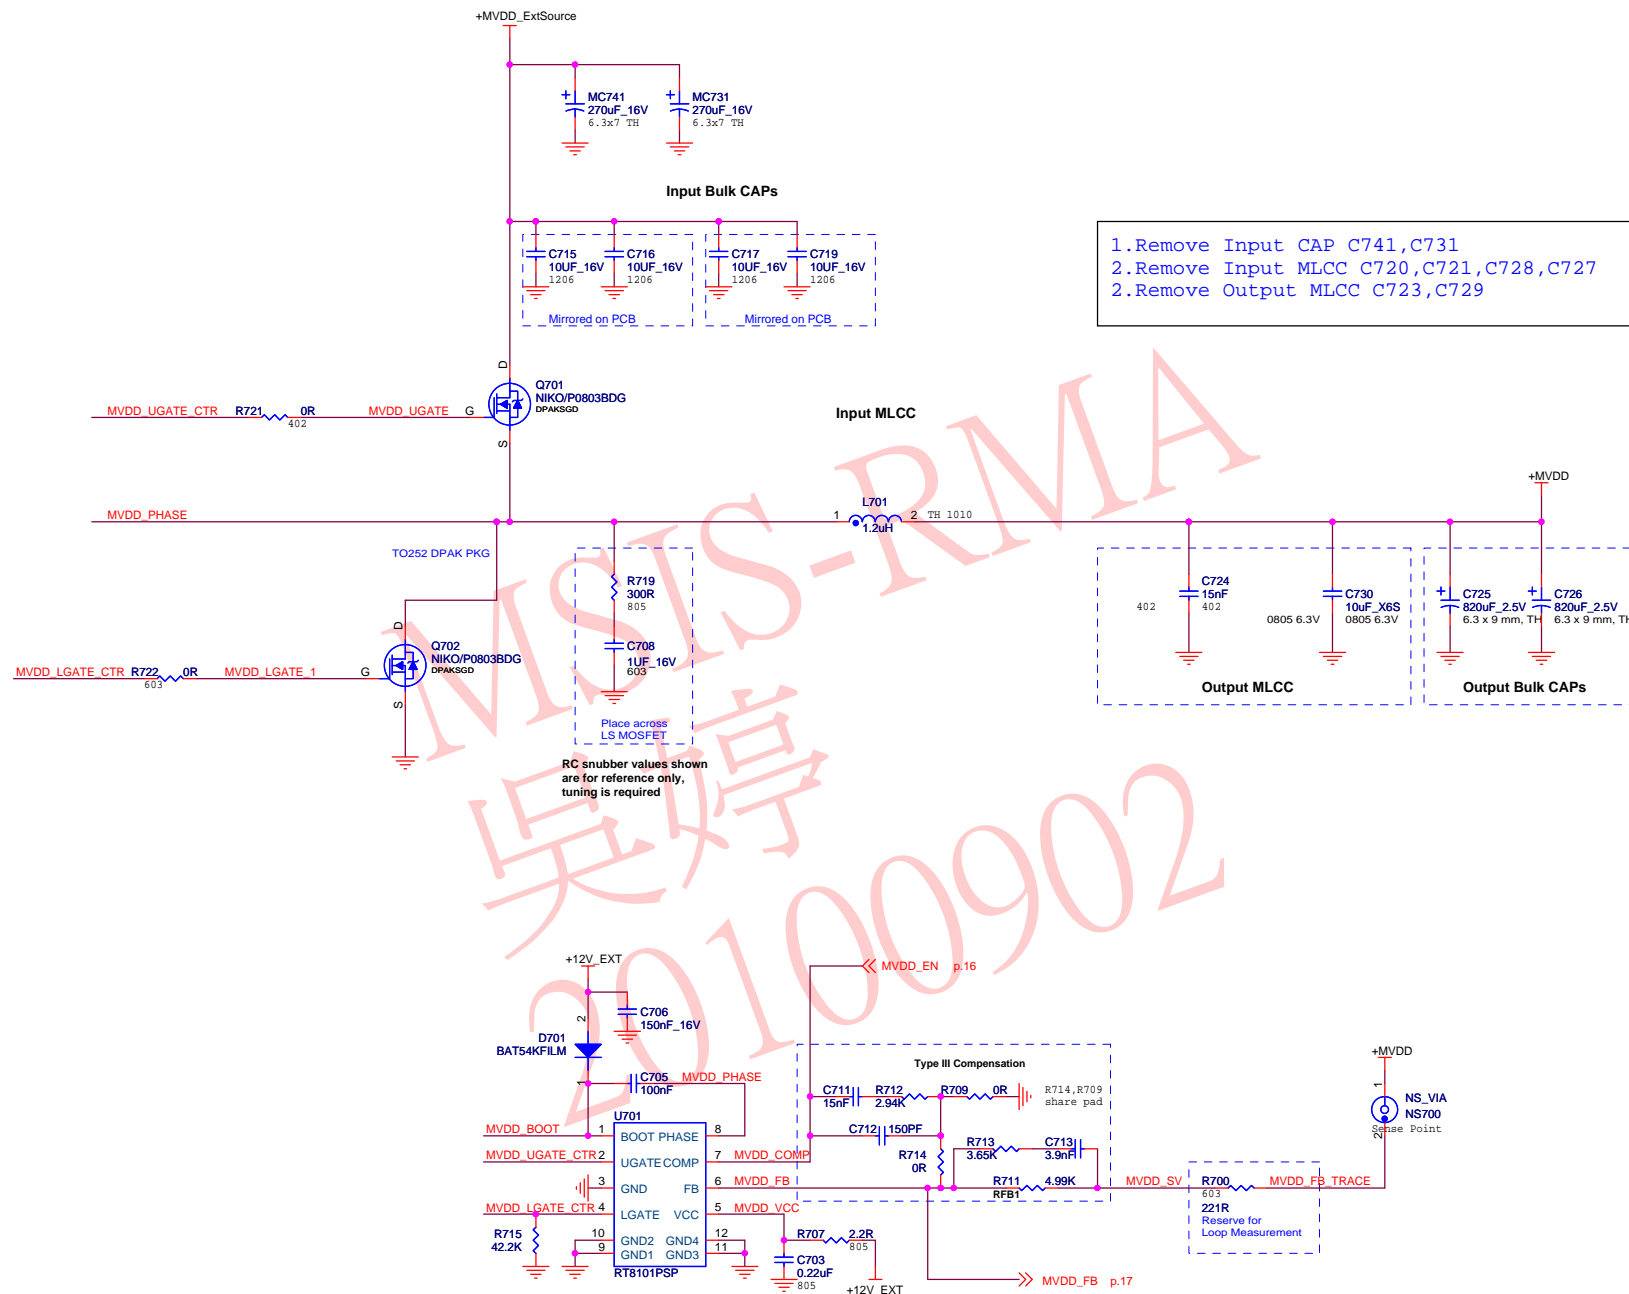 +MVDD_ExtSource
MC741
270uF_16V
6.3x7 TH
MC731
270uF_16V
6.3x7 TH
Input Bulk CAPs
C715
10UF_16V
1206
C716
10UF_16V
1206
Mirrored on PCB
C717
10UF_16V
1206
C719
10UF_16V
1206
Mirrored on PCB
1.Remove Input CAP C741,C731
2.Remove Input MLCC C720,C721,C728,C727
2.Remove Output MLCC C723,C729
D
Q701
NIKO/P0803BDG
DPAKSGD
MVDD_UGATE_CTR
R721
0R
402
MVDD_UGATE
G
S
Input MLCC
MVDD_PHASE
1
L701
1.2uH
2
TH 1010
+MVDD
TO252 DPAK PKG
D
Q702
NIKO/P0803BDG
DPAKSGD
MVDD_LGATE_CTR
R722
0R
603
MVDD_LGATE_1
G
S
R719
300R
805
C708
1UF_16V
603
Place across
LS MOSFET
RC snubber values shown
are for reference only,
tuning is required
402
C724
15nF
402
0805 6.3V
C730
10uF_X6S
0805 6.3V
Output MLCC
C725
820uF_2.5V
6.3 x 9 mm, TH
C726
820uF_2.5V
6.3 x 9 mm, TH
Output Bulk CAPs
MSIS-RMA
吳婷
20100902
+12V_EXT
C706
150nF_16V
2
D701
BAT54KFILM
1
C705
100nF
MVDD_PHASE
MVDD_EN p.16
Type III Compensation
C711
15nF
R712
2.94K
R709
0R
R714,R709
share pad
C712
150PF
R714
0R
R713
3.65K
C713
3.9nF
R711
4.99K
RFB1
U701
MVDD_BOOT
1
BOOT
PHASE
8
MVDD_UGATE_CTR
2
UGATE
COMP
7
MVDD_COMP
3
GND
FB
6
MVDD_FB
MVDD_LGATE_CTR
4
LGATE
VCC
5
MVDD_VCC
10
GND2
GND4
12
9
GND1
GND3
11
RT8101PSP
R715
42.2K
R707
2.2R
805
C703
0.22uF
805
+12V_EXT
MVDD_SV
R700
603
221R
Reserve for
Loop Measurement
MVDD_FB_TRACE
+MVDD
1
NS_VIA
NS700
Sense Point
2
MVDD_FB p.17